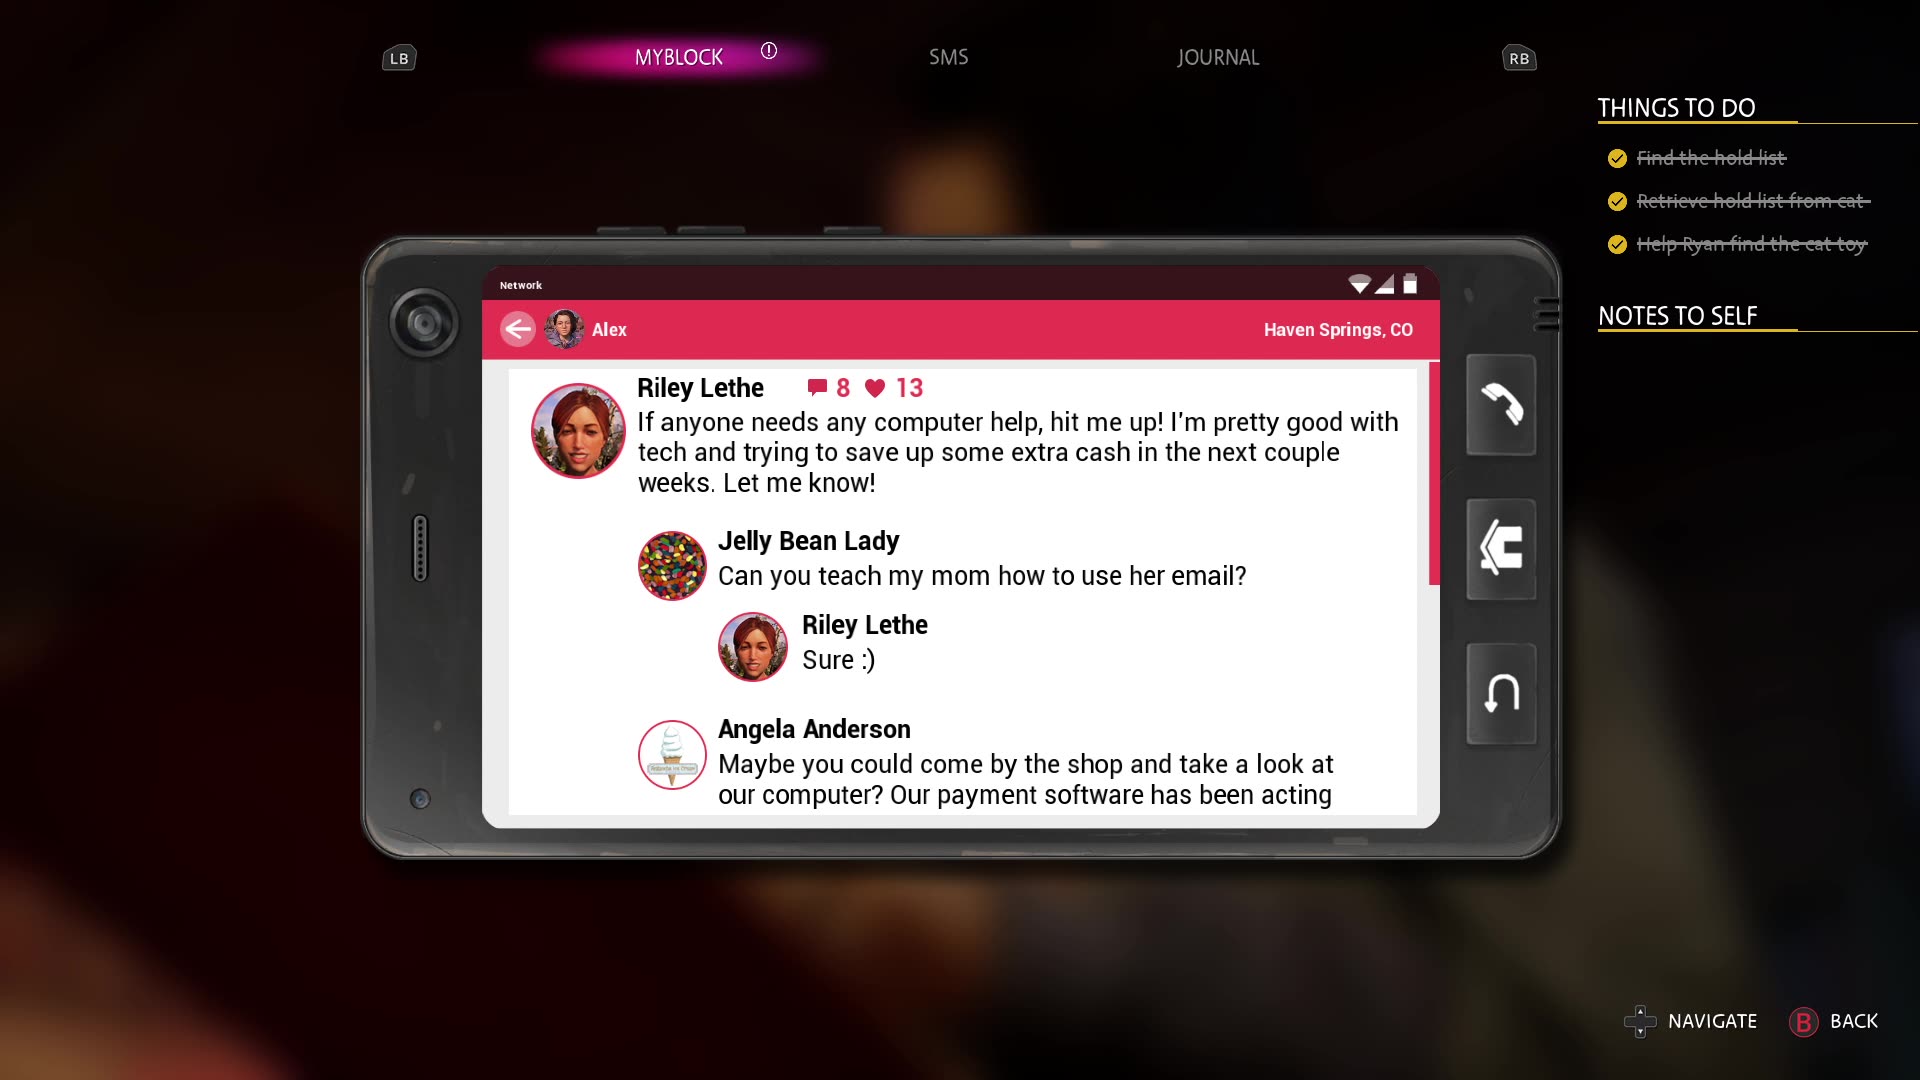 LB
MYBLOCK
SMS
JOURNAL
RB
THINGS TO DO
Find the hold list
Retrieve hold list from cat
Help Ryan find the cat toy
NOTES TO SELF
Network
Alex
Haven Springs, CO
Riley Lethe 8 13
If anyone needs any computer help, hit me up! I'm pretty good with
tech and trying to save up some extra cash in the next couple
weeks. Let me know!
Jelly Bean Lady
Can you teach my mom how to use her email?
Riley Lethe
Sure :)
Angela Anderson
Maybe you could come by the shop and take a look at
our computer? Our payment software has been acting
NAVIGATE
B BACK